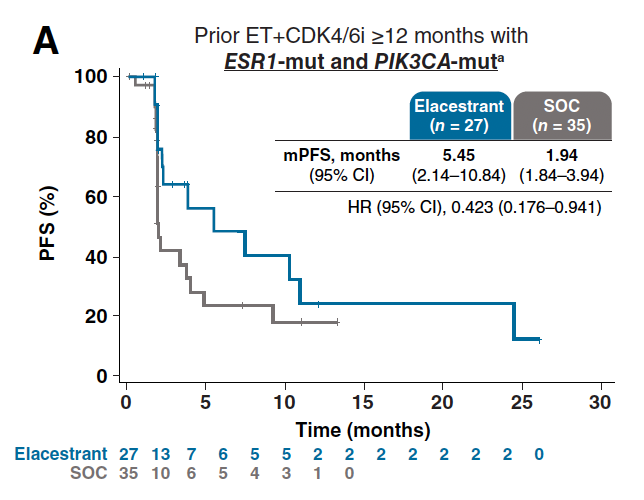 A
Prior ET+CDK4/6i ≥12 months with
ESR1-mut and PIK3CA-mutᵃ
Elacestrant SOC
(n = 27) (n = 35)
mPFS, months 5.45 1.94
(95% CI) (2.14–10.84) (1.84–3.94)
HR (95% CI), 0.423 (0.176–0.941)
PFS (%)
100
80
60
40
20
0
0 5 10 15 20 25 30
Time (months)
Elacestrant 27 13 7 6 5 5 2 2 2 2 2 2 2 0
SOC 35 10 6 5 4 3 1 0